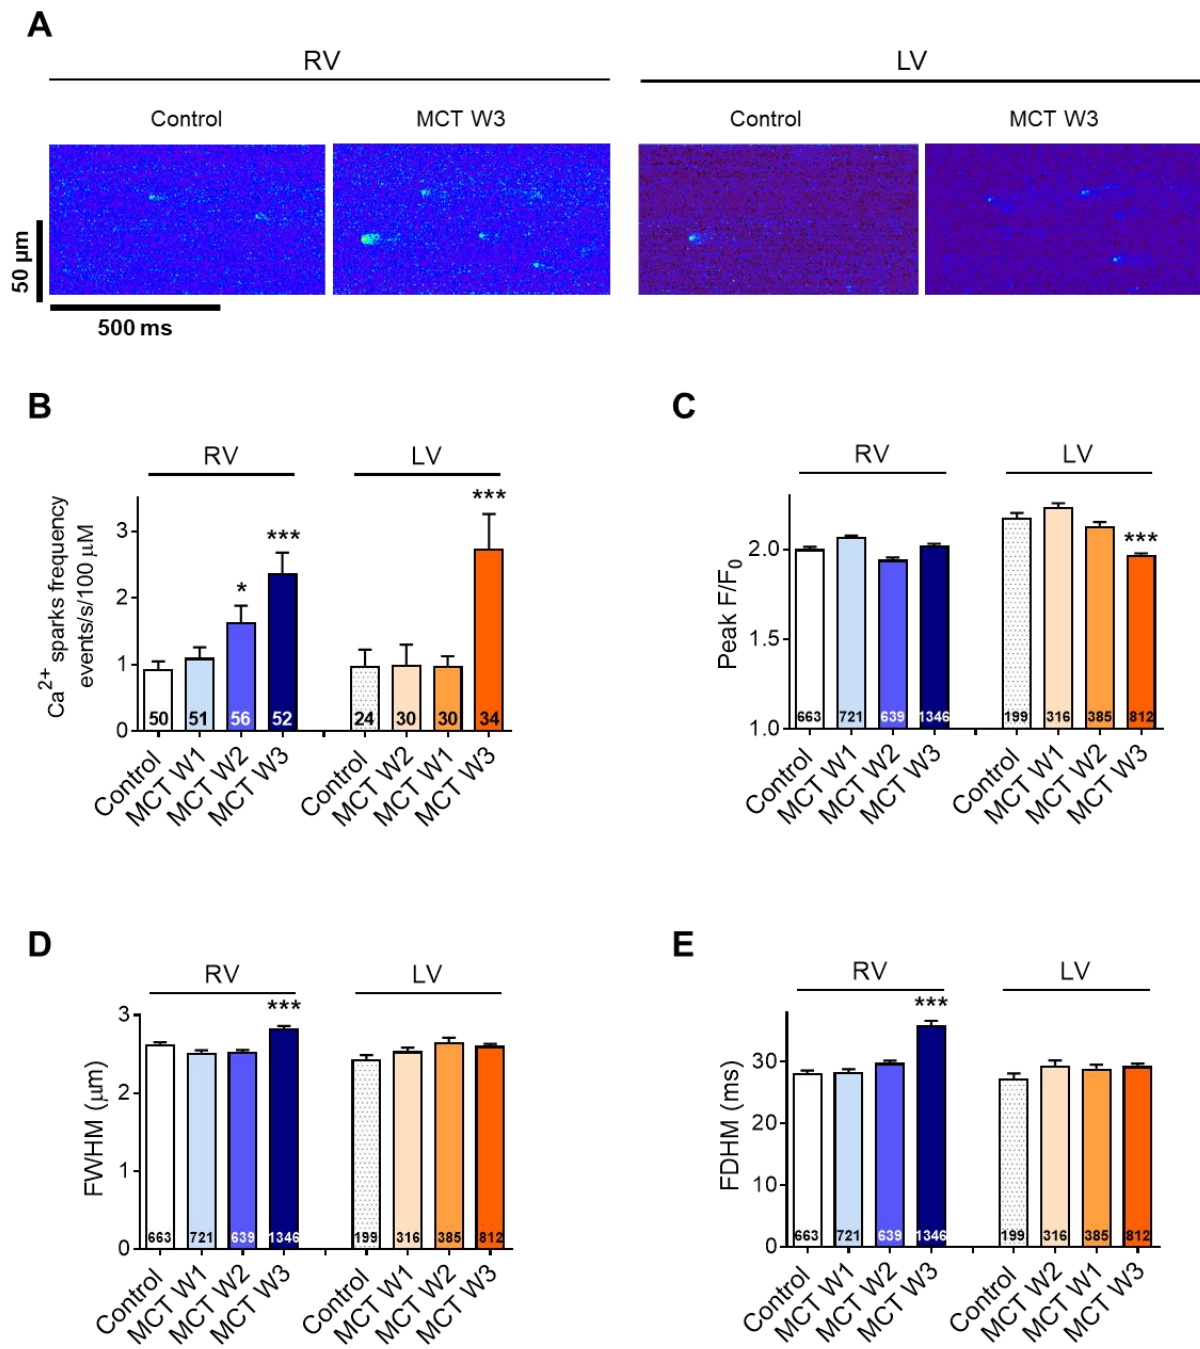 A
RV
LV
Control
MCT W3
Control
MCT W3
50 µm
500 ms
B
RV
LV
Ca2+ sparks frequency
events/s/100 µM
3
2
1
0
*
***
***
50
51
56
52
24
30
30
34
Control
MCT W1
MCT W2
MCT W3
Control
MCT W2
MCT W1
MCT W3
C
RV
LV
Peak F/F0
2.0
1.5
1.0
***
663
721
639
1346
199
316
385
812
Control
MCT W1
MCT W2
MCT W3
Control
MCT W1
MCT W2
MCT W3
D
RV
LV
FWHM (µm)
3
2
1
0
***
663
721
639
1346
199
316
385
812
Control
MCT W1
MCT W2
MCT W3
Control
MCT W1
MCT W2
MCT W3
E
RV
LV
FDHM (ms)
30
20
10
0
***
663
721
639
1346
199
316
385
812
Control
MCT W1
MCT W2
MCT W3
Control
MCT W2
MCT W1
MCT W3